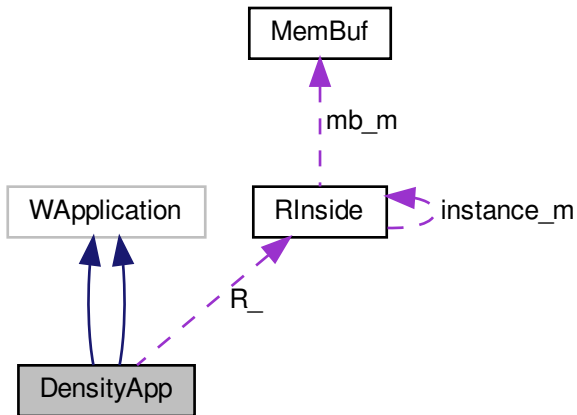 MemBuf
mb_m
WApplication
RInside
instance_m
R_
DensityApp